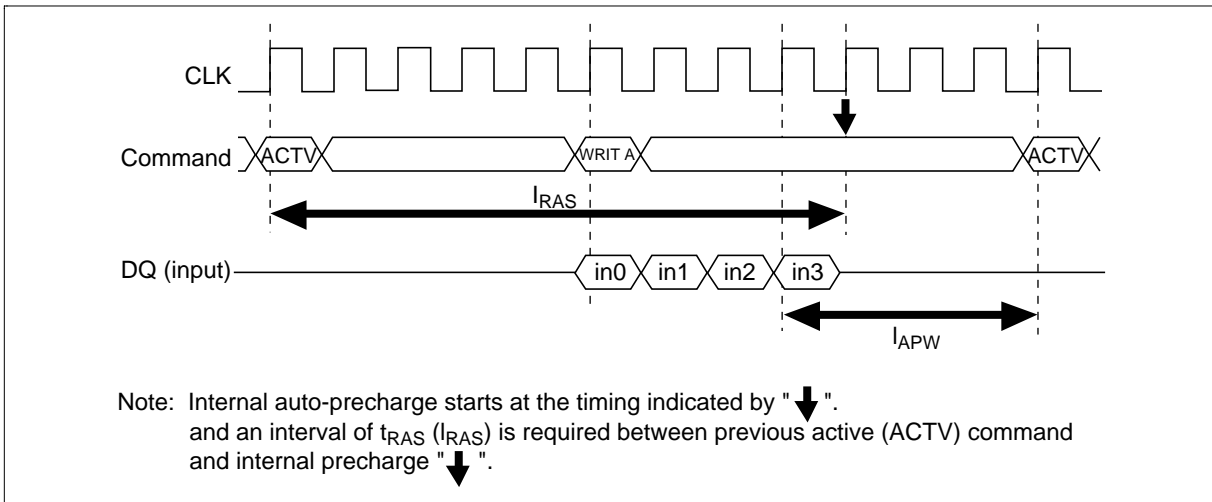 CLK
Command
ACTV
WRIT A
ACTV
lRAS
DQ (input)
in0 in1 in2 in3
lAPW
Note: Internal auto-precharge starts at the timing indicated by " ".
and an interval of tRAS (lRAS) is required between previous active (ACTV) command
and internal precharge " ".